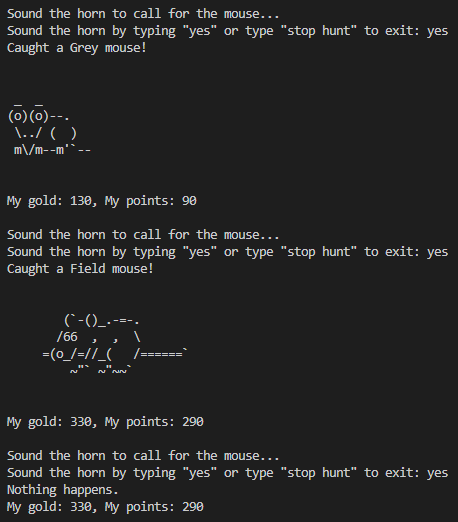 Sound the horn to call for the mouse...
Sound the horn by typing "yes" or type "stop hunt" to exit: yes
Caught a Grey mouse!
 _  _
(o)(o)--.
 \../ (  )
 m\/m--m'`--
My gold: 130, My points: 90
Sound the horn to call for the mouse...
Sound the horn by typing "yes" or type "stop hunt" to exit: yes
Caught a Field mouse!
        (`-()_.-=-.
       /66  ,  ,  \
     =(o_/=//_(   /======`
         ~"` ~"~~`
My gold: 330, My points: 290
Sound the horn to call for the mouse...
Sound the horn by typing "yes" or type "stop hunt" to exit: yes
Nothing happens.
My gold: 330, My points: 290